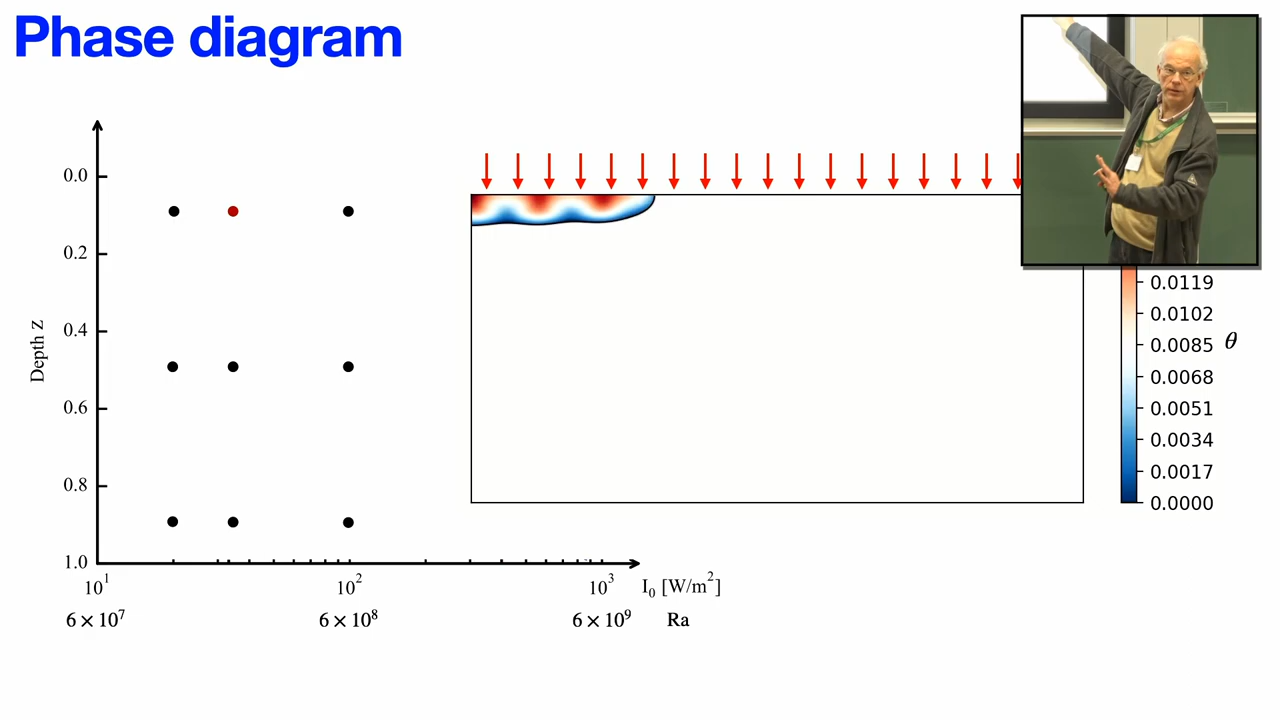 Phase diagram
0.0
0.2
0.4
0.6
0.8
1.0
Depth Z
10¹ 10² 10³ I₀ [W/m²]
6 × 10⁷ 6 × 10⁸ 6 × 10⁹ Ra
0.0119
0.0102
0.0085 θ
0.0068
0.0051
0.0034
0.0017
0.0000